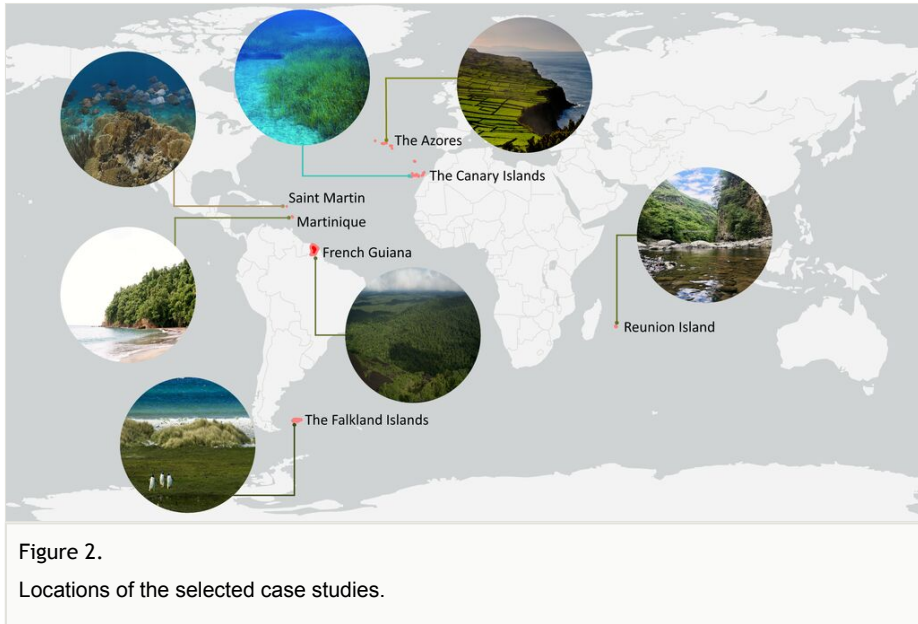 The Azores
The Canary Islands
Saint Martin
Martinique
French Guiana
Reunion Island
The Falkland Islands
Figure 2.
Locations of the selected case studies.